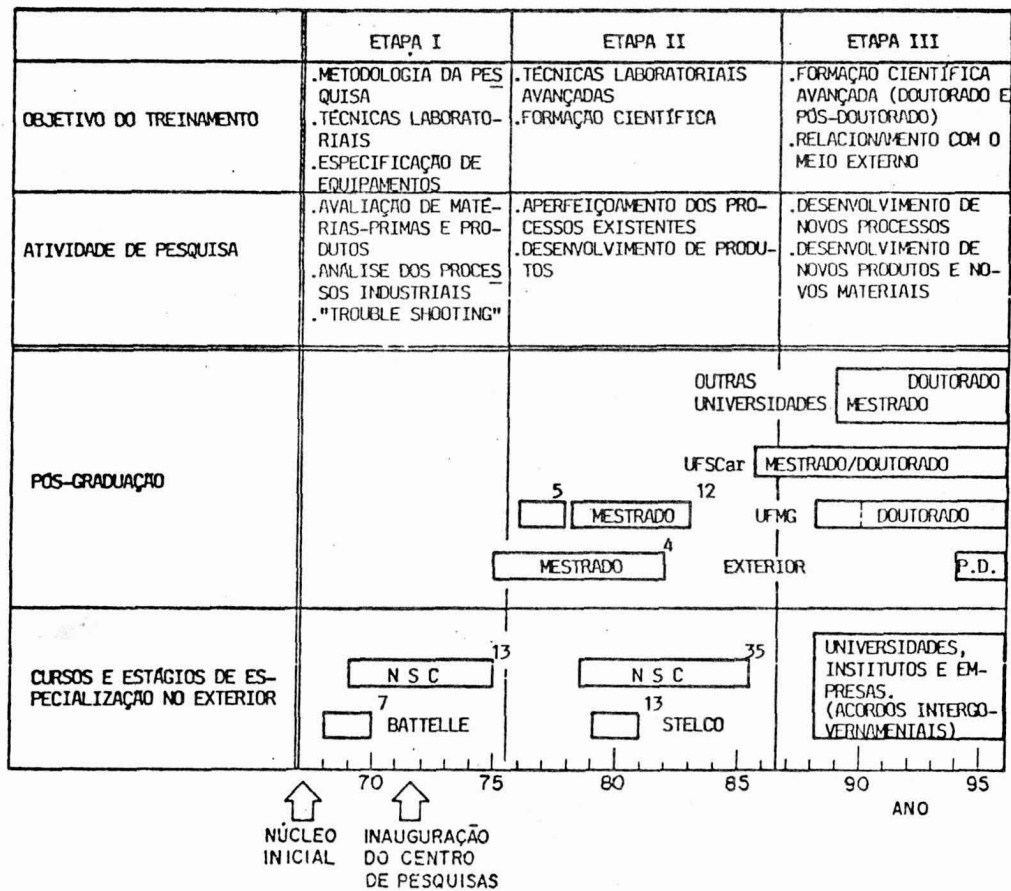 ETAPA I
ETAPA II
ETAPA III
OBJETIVO DO TREINAMENTO
.METODOLOGIA DA PES
QUISA
.TÉCNICAS LABORATO-
RIAIS
.ESPECIFICAÇÃO DE
EQUIPAMENTOS
.TÉCNICAS LABORATORIAIS
AVANÇADAS
.FORMAÇÃO CIENTÍFICA
.FORMAÇÃO CIENTÍFICA
AVANÇADA (DOUTORADO E
PÓS-DOUTORADO)
.RELACIONAMENTO COM O
MEIO EXTERNO
ATIVIDADE DE PESQUISA
.AVALIAÇÃO DE MATÉ-
RIAS-PRIMAS E PRO-
DUTOS
.ANÁLISE DOS PROCES
SOS INDUSTRIAIS
."TROUBLE SHOOTING"
.APERFEIÇOAMENTO DOS PRO-
CESSOS EXISTENTES
.DESENVOLVIMENTO DE PRODU-
TOS
.DESENVOLVIMENTO DE
NOVOS PROCESSOS
.DESENVOLVIMENTO DE
NOVOS PRODUTOS E NO-
VOS MATERIAIS
PÓS-GRADUAÇÃO
OUTRAS
UNIVERSIDADES
DOUTORADO
MESTRADO
UFSCar
MESTRADO/DOUTORADO
5
MESTRADO
12
UFMG
DOUTORADO
MESTRADO
4
EXTERIOR
P.D.
CURSOS E ESTÁGIOS DE ES-
PECIALIZAÇÃO NO EXTERIOR
N S C
13
7
BATTELLE
N S C
35
13
STELCO
UNIVERSIDADES,
INSTITUTOS E EM-
PRESAS.
(ACORDOS INTERGO-
VERNAMENTAIS)
70 75 80 85 90 95
ANO
NÚCLEO
INICIAL
INAUGURAÇÃO
DO CENTRO
DE PESQUISAS